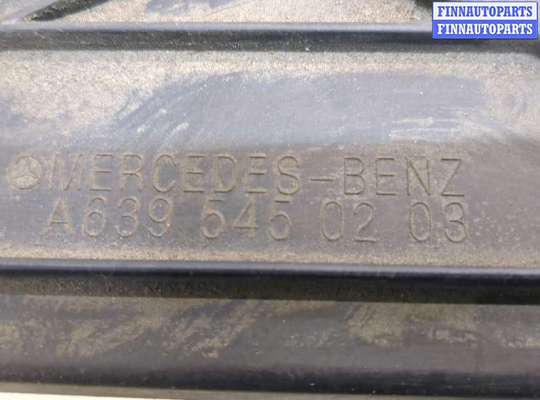 FINNAUTOPARTS
FINNAUTOPARTS
MERCEDES-BENZ
A639 545 02 03